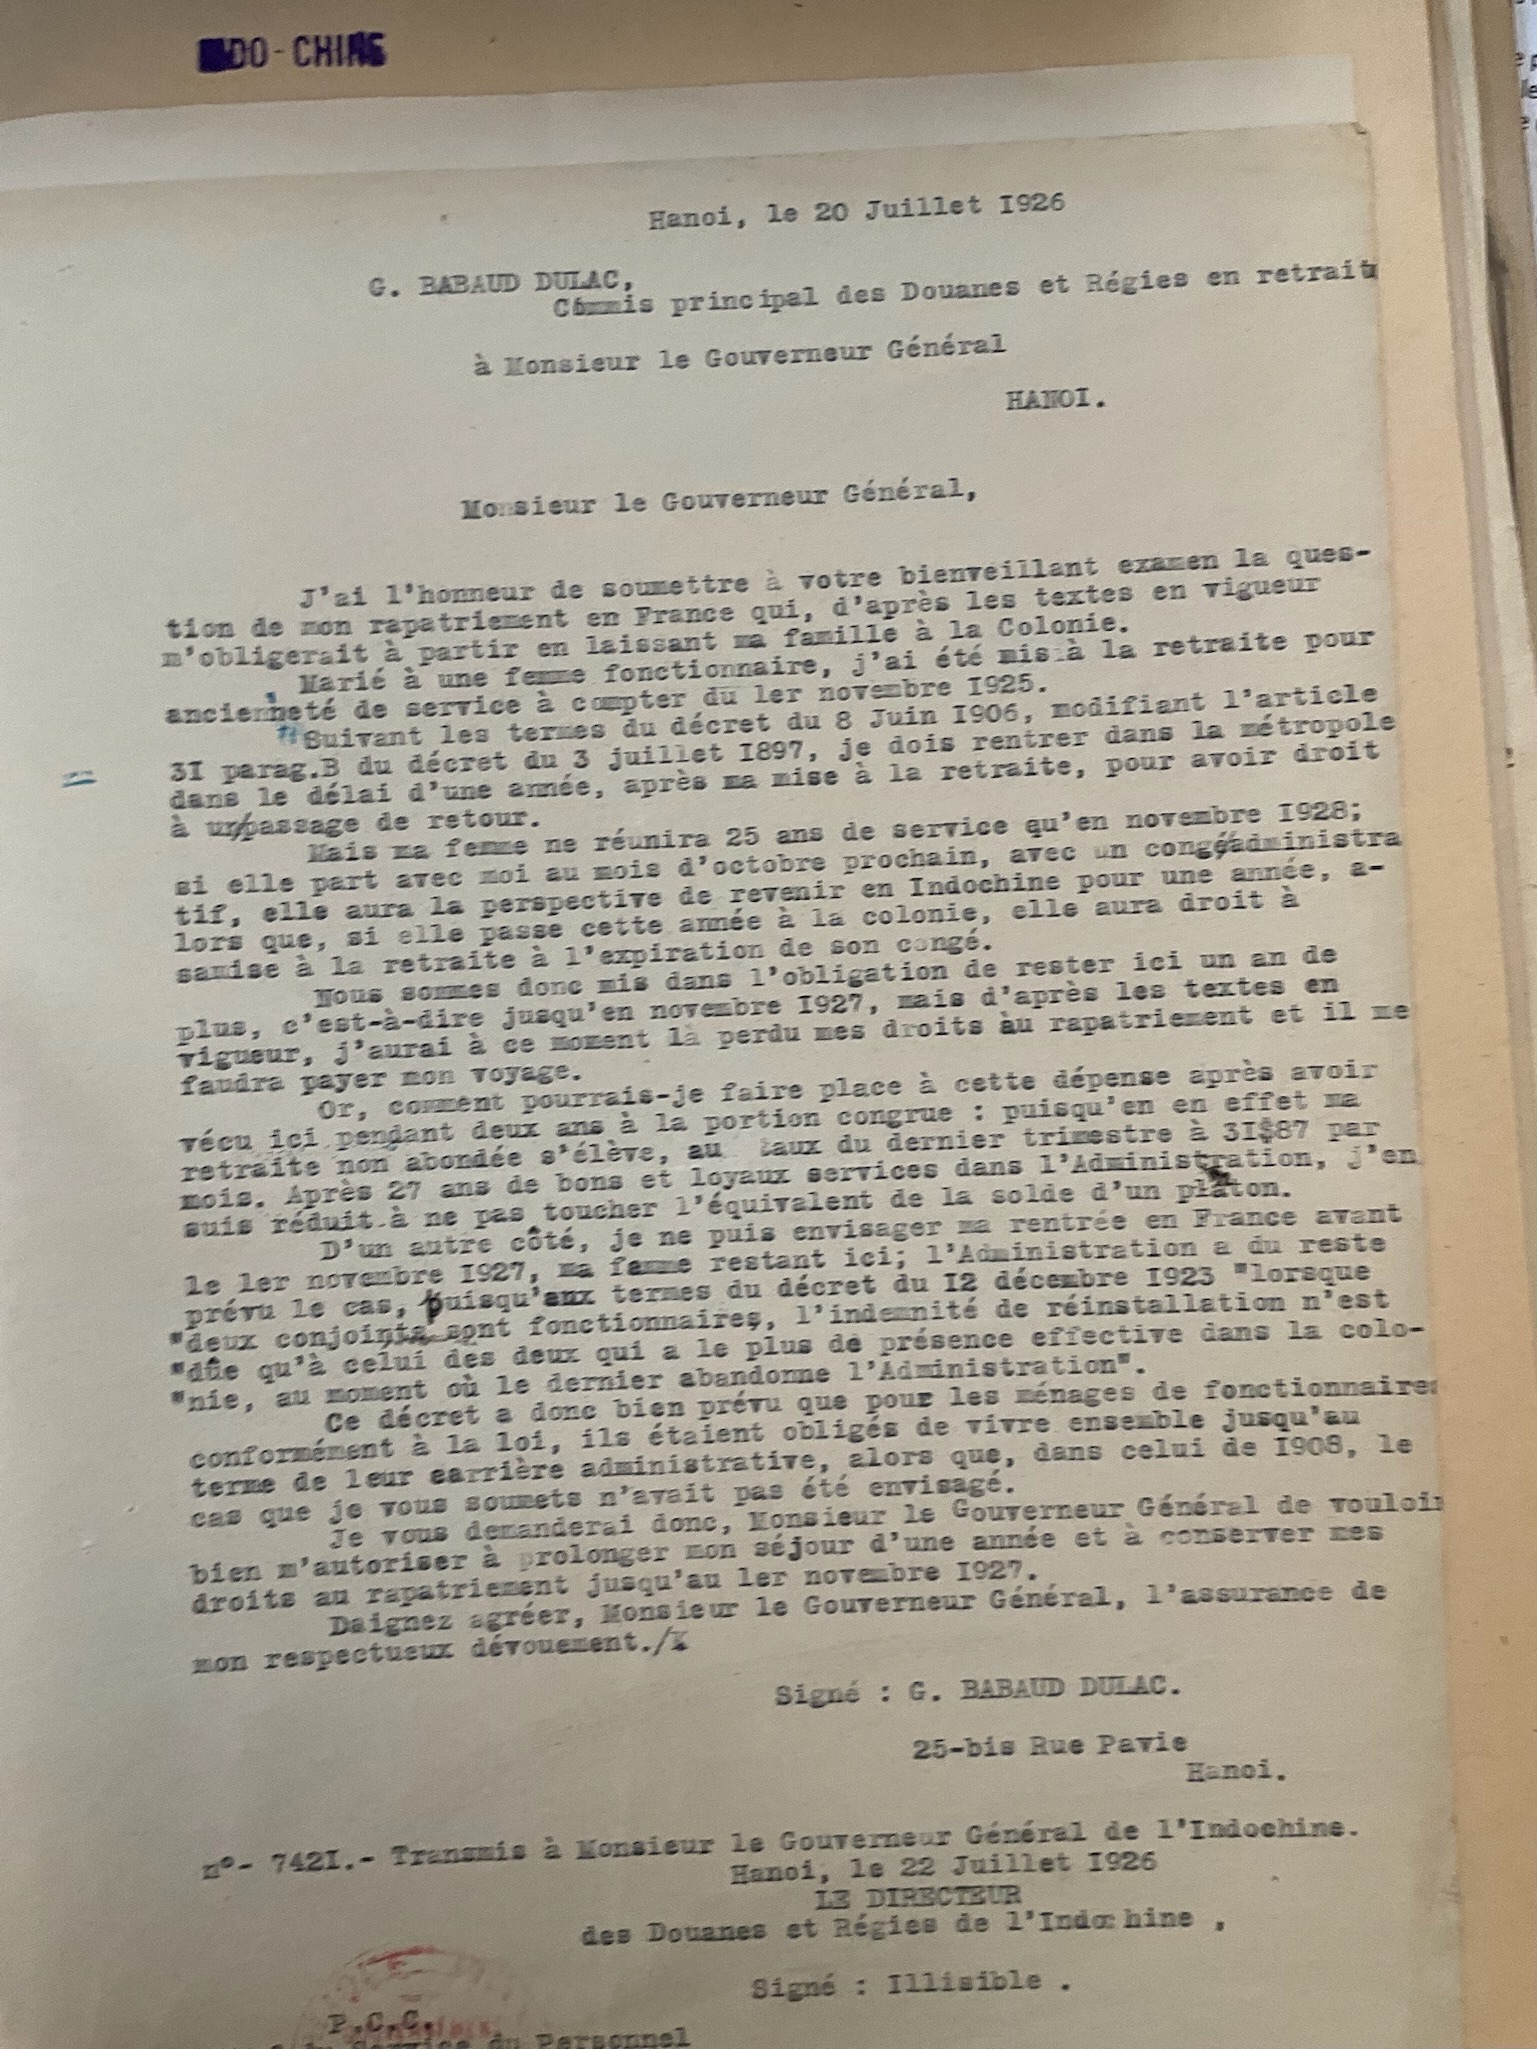 DO-CHINE
Hanoi, le 20 Juillet I926
G. BABAUD DULAC,
Commis principal des Douanes et Régies en retrait
à Monsieur le Gouverneur Général
HANOI.
Monsieur le Gouverneur Général,
J'ai l'honneur de soumettre à votre bienveillant examen la ques-
tion de mon rapatriement en France qui, d'après les textes en vigueur
m'obligerait à partir en laissant ma famille à la Colonie.
Marié à une femme fonctionnaire, j'ai été mis à la retraite pour
ancienneté de service à compter du 1er novembre I925.
"Suivant les termes du décret du 8 Juin I906, modifiant l'article
3I parag.B du décret du 3 juillet I897, je dois rentrer dans la métropole
dans le délai d'une année, après ma mise à la retraite, pour avoir droit
à un/passage de retour.
Mais ma femme ne réunira 25 ans de service qu'en novembre I928;
si elle part avec moi au mois d'octobre prochain, avec un congé/administra
tif, elle aura la perspective de revenir en Indochine pour une année, a-
lors que, si elle passe cette année à la colonie, elle aura droit à
samise à la retraite à l'expiration de son congé.
Nous sommes donc mis dans l'obligation de rester ici un an de
plus, c'est-à-dire jusqu'en novembre I927, mais d'après les textes en
vigueur, j'aurai à ce moment là perdu mes droits au rapatriement et il me
faudra payer mon voyage.
Or, comment pourrais-je faire place à cette dépense après avoir
vécu ici pendant deux ans à la portion congrue : puisqu'en en effet ma
retraite non abondée s'élève, au taux du dernier trimestre à 3I$87 par
mois. Après 27 ans de bons et loyaux services dans l'Administration, j'en
suis réduit à ne pas toucher l'équivalent de la solde d'un planton.
D'un autre côté, je ne puis envisager ma rentrée en France avant
le 1er novembre I927, ma femme restant ici; l'Administration a du reste
prévu le cas, puisqu'aux termes du décret du I2 décembre I923 "lorsque
"deux conjoints sont fonctionnaires, l'indemnité de réinstallation n'est
"dûe qu'à celui des deux qui a le plus de présence effective dans la colo-
"nie, au moment où le dernier abandonne l'Administration".
Ce décret a donc bien prévu que pour les ménages de fonctionnaires
conformément à la loi, ils étaient obligés de vivre ensemble jusqu'au
terme de leur carrière administrative, alors que, dans celui de I908, le
cas que je vous soumets n'avait pas été envisagé.
Je vous demanderai donc, Monsieur le Gouverneur Général de vouloir
bien m'autoriser à prolonger mon séjour d'une année et à conserver mes
droits au rapatriement jusqu'au 1er novembre I927.
Daignez agréer, Monsieur le Gouverneur Général, l'assurance de
mon respectueux dévouement./
Signé : G. BABAUD DULAC.
25-bis Rue Pavie
Hanoi.
n°- 742I.- Transmis à Monsieur le Gouverneur Général de l'Indochine.
Hanoi, le 22 Juillet I926
LE DIRECTEUR
des Douanes et Régies de l'Indochine ,
Signé : Illisible .
P.C.C.
Service du Personnel